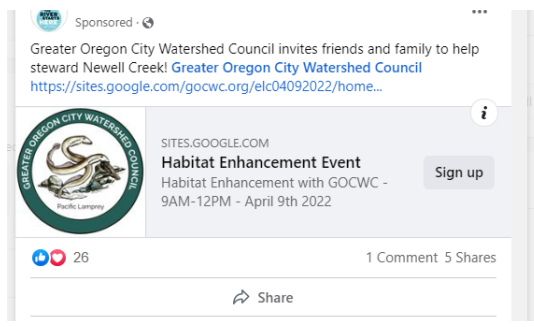 RIVER
STARTS
HERE
Sponsored ·
Greater Oregon City Watershed Council invites friends and family to help
steward Newell Creek! Greater Oregon City Watershed Council
https://sites.google.com/gocwc.org/elc04092022/home...
GREATER OREGON CITY WATERSHED COUNCIL
Pacific Lamprey
SITES.GOOGLE.COM
Habitat Enhancement Event
Habitat Enhancement with GOCWC -
9AM-12PM - April 9th 2022
Sign up
26
1 Comment 5 Shares
Share